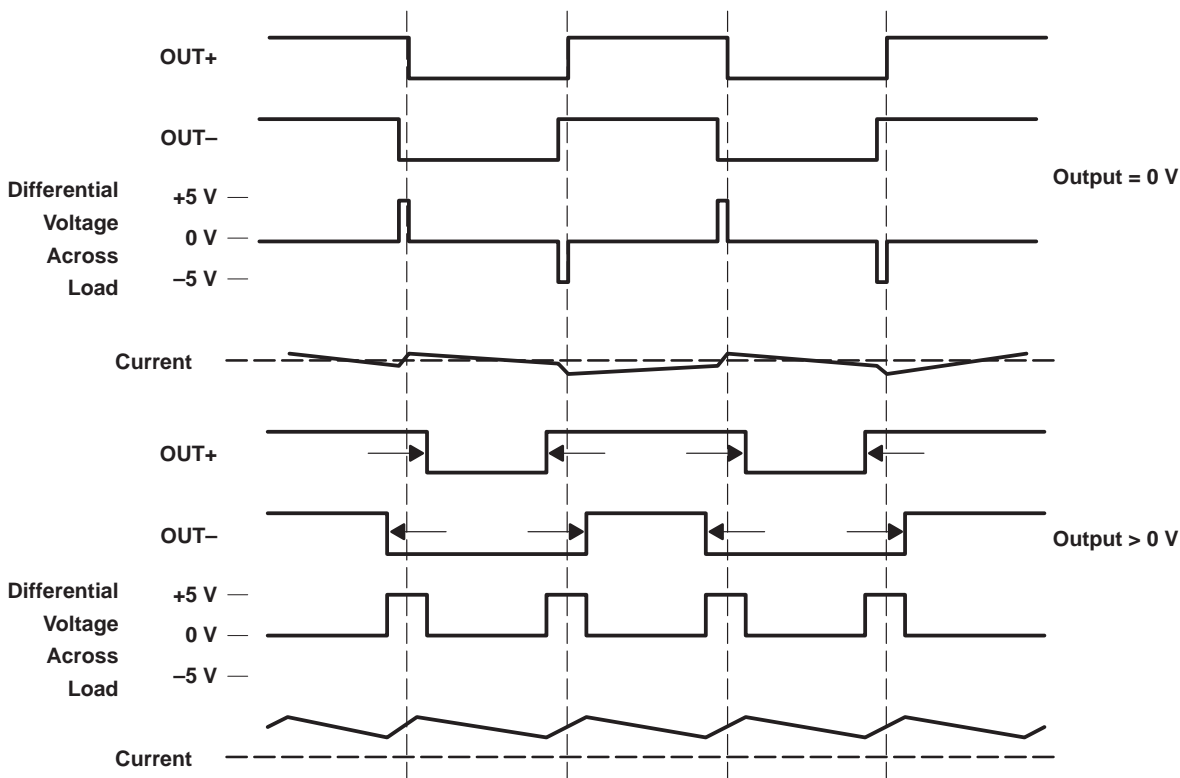 OUT+
OUT–
Output = 0 V
Differential
Voltage
Across
Load
+5 V
0 V
–5 V
Current
OUT+
OUT–
Output > 0 V
Differential
Voltage
Across
Load
+5 V
0 V
–5 V
Current